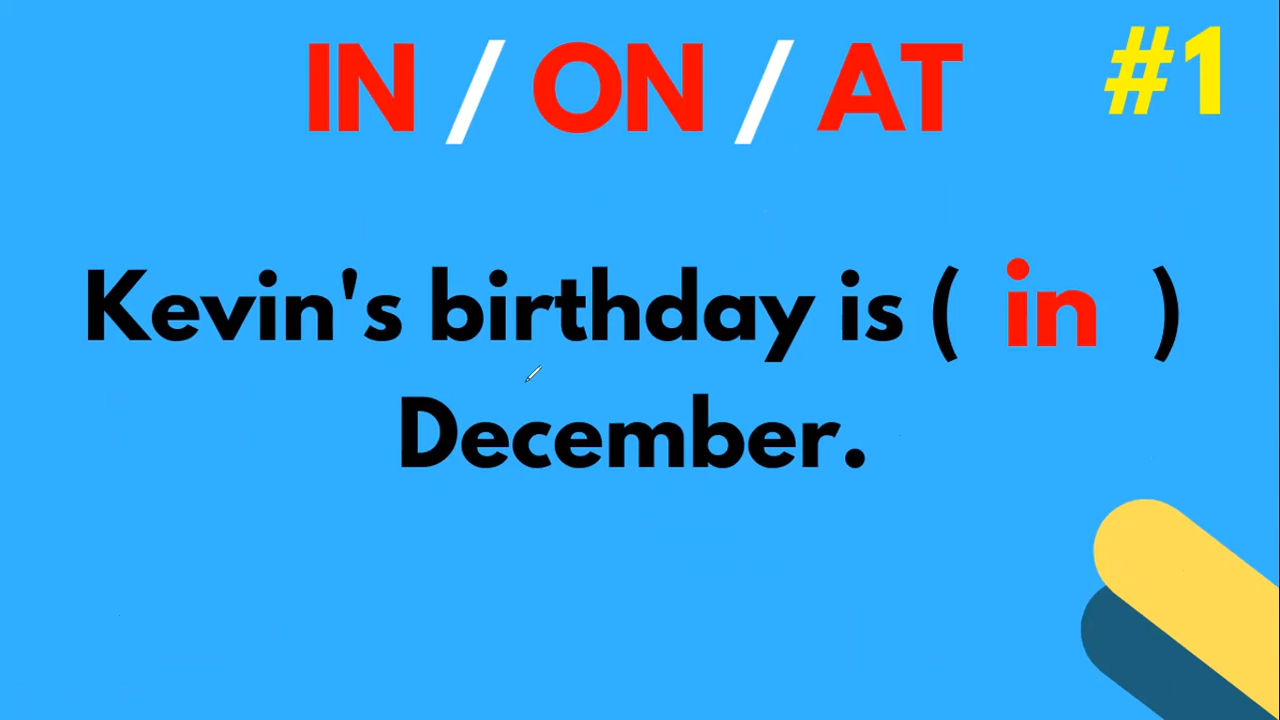 IN / ON / AT
#1
Kevin's birthday is ( in )
December.